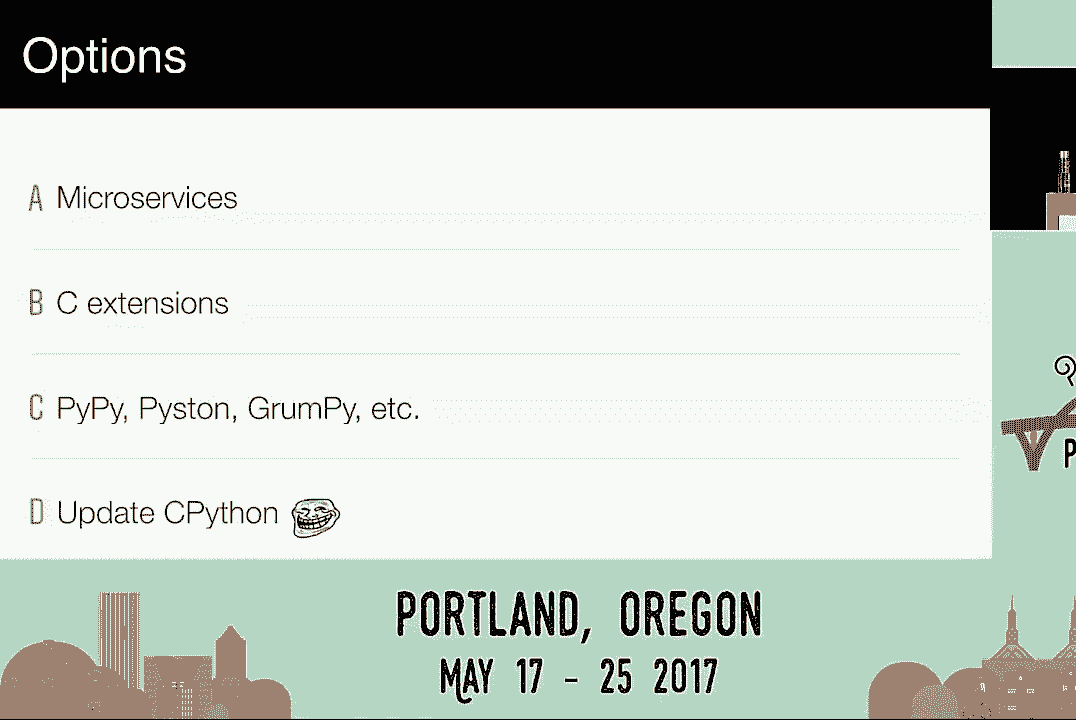 Options
A Microservices
B C extensions
C PyPy, Pyston, GrumPy, etc.
D Update CPython
PORTLAND, OREGON
MAY 17 - 25 2017